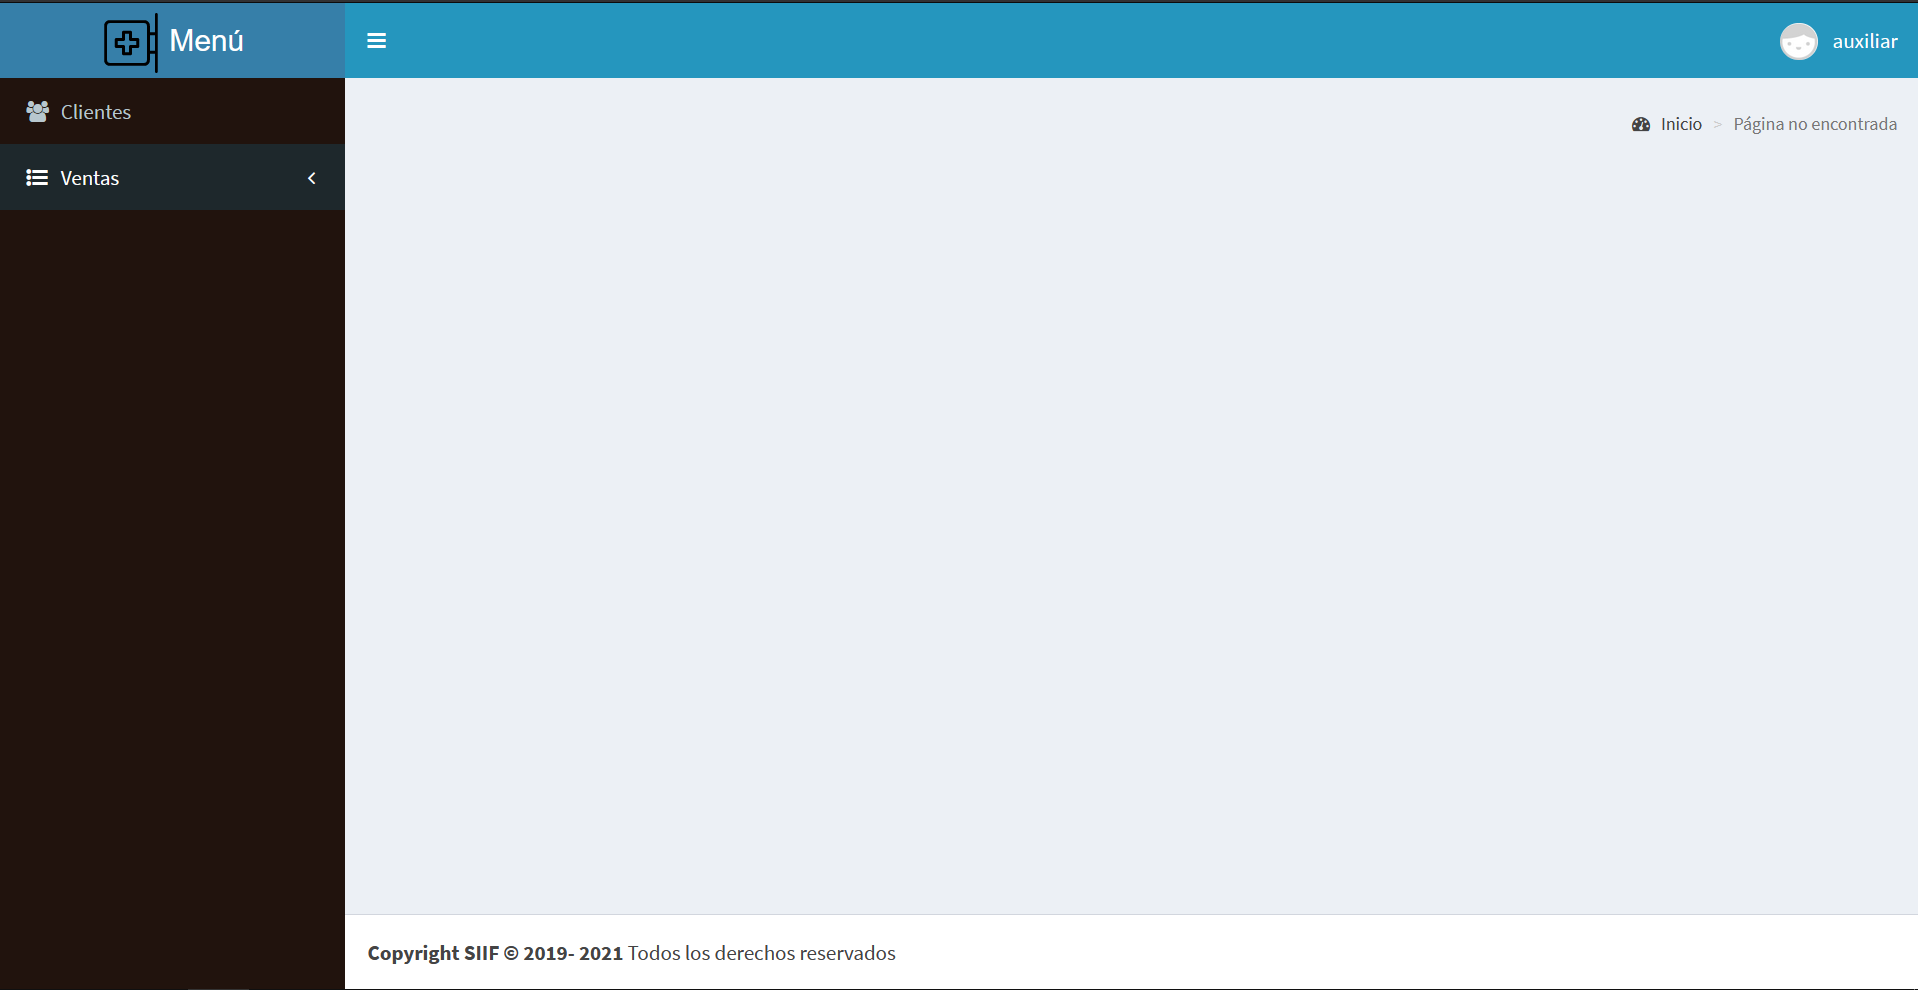 Menú
auxiliar
Clientes
Inicio > Página no encontrada
Ventas
Copyright SIIF © 2019- 2021 Todos los derechos reservados